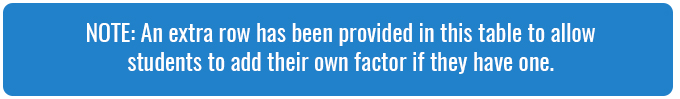 NOTE: An extra row has been provided in this table to allow
students to add their own factor if they have one.